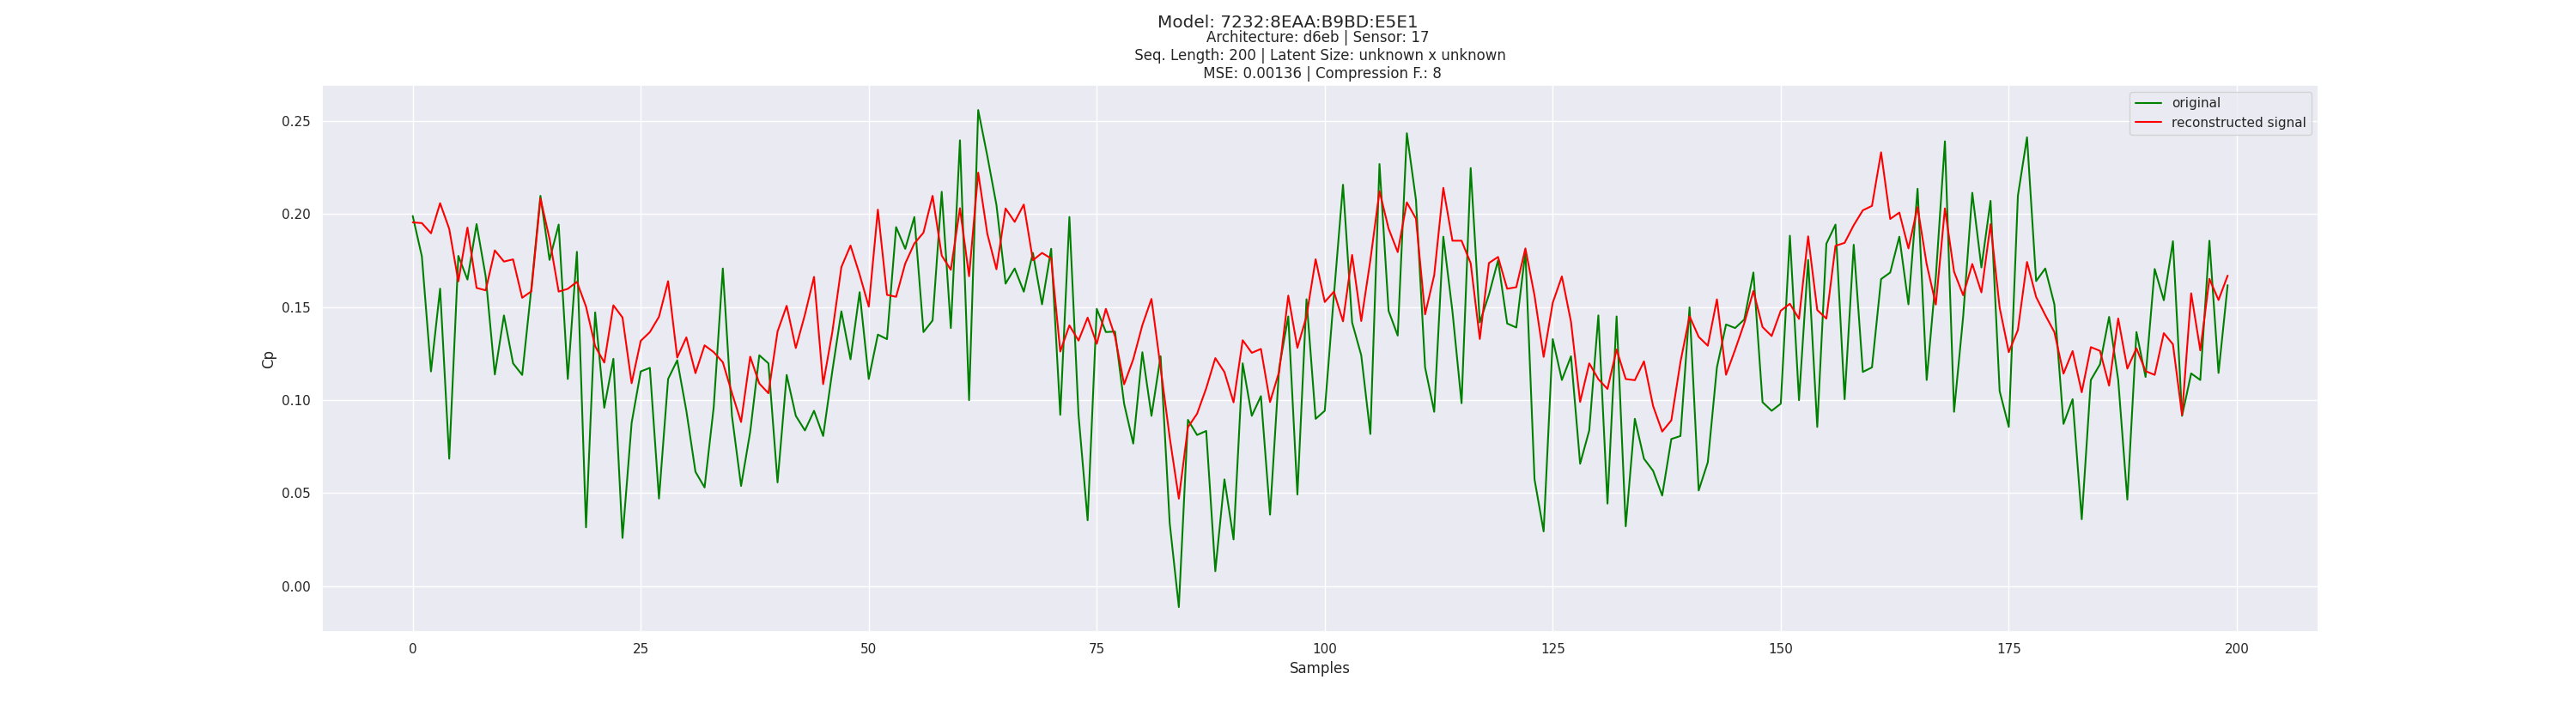 Model: 7232:8EAA:B9BD:E5E1
Architecture: d6eb | Sensor: 17
Seq. Length: 200 | Latent Size: unknown x unknown
MSE: 0.00136 | Compression F.: 8
original
reconstructed signal
0.25
0.20
0.15
0.10
0.05
0.00
Cp
0 25 50 75 100 125 150 175 200
Samples